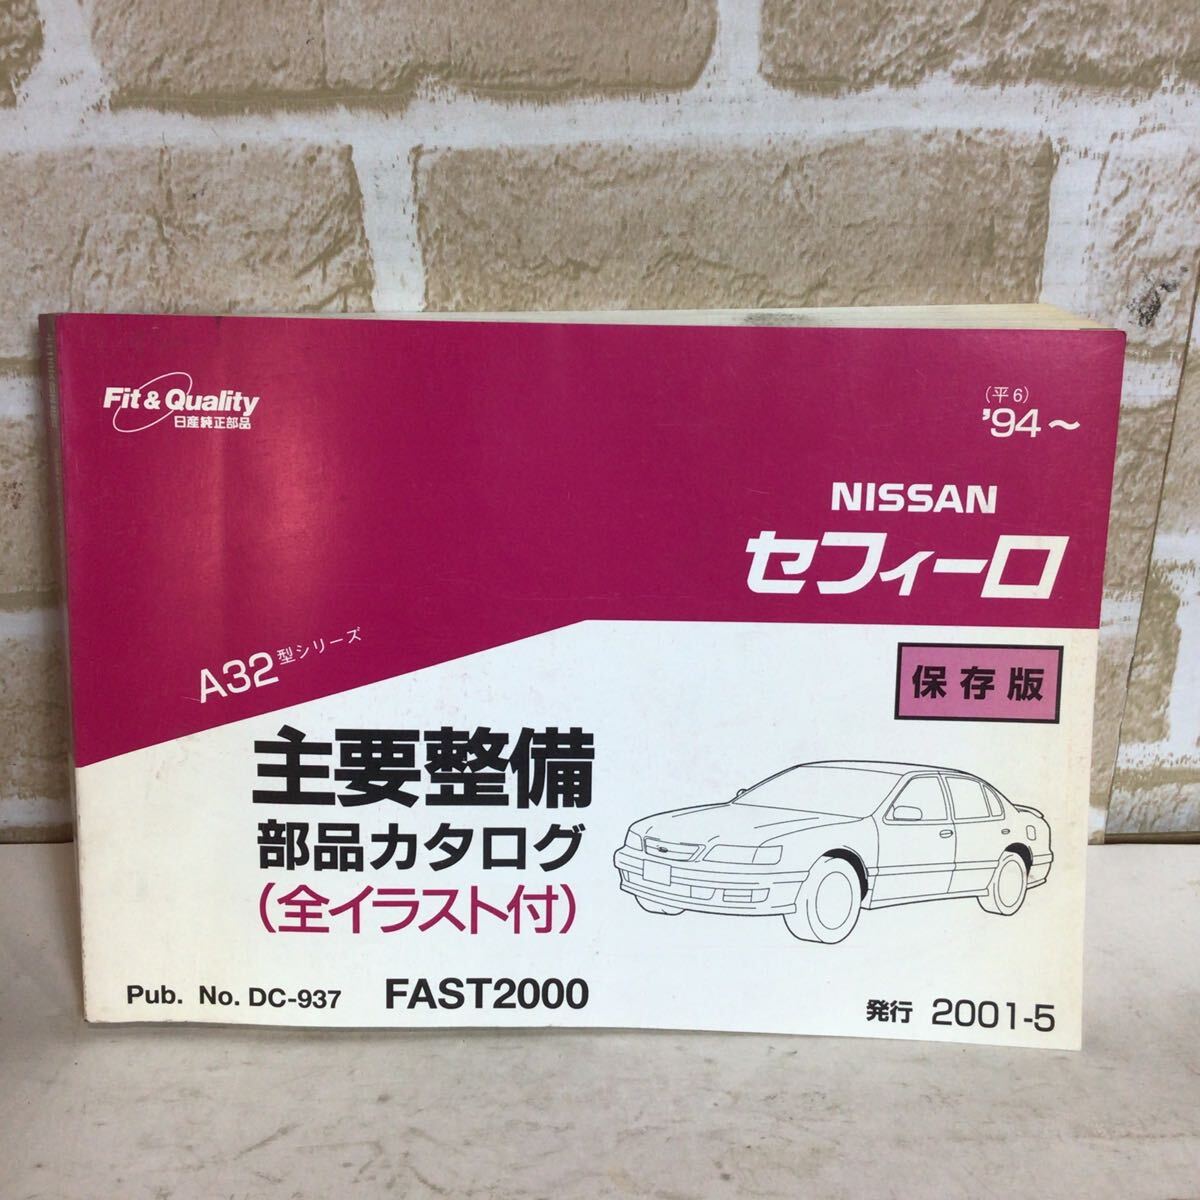 Fit & Quality
日産純正部品
(平6)
'94〜
NISSAN
セフィーロ
A32型シリーズ
保存版
主要整備
部品カタログ
(全イラスト付)
Pub. No. DC-937 FAST2000
発行 2001-5